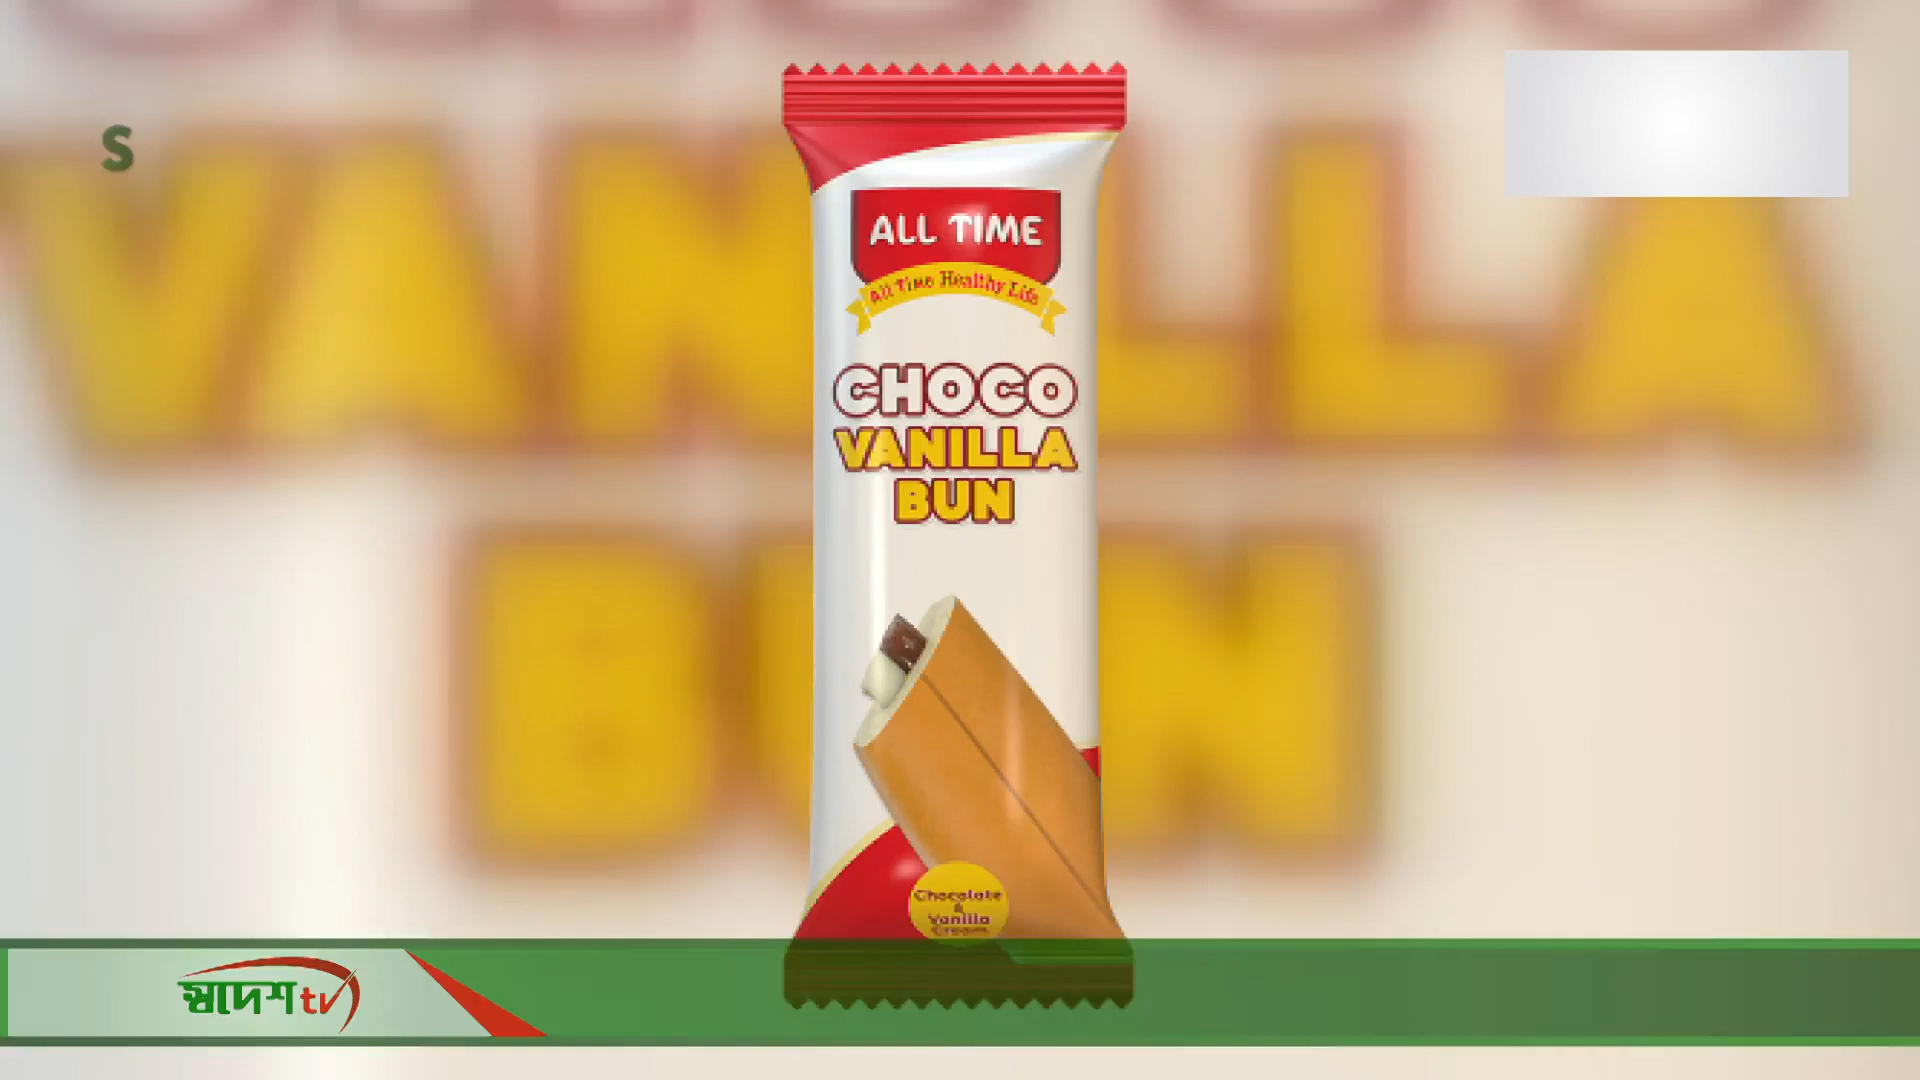 S
ALL TIME
All Time Healthy Life
CHOCO
VANILLA
BUN
Chocolate
&
Vanilla
Cream
স্বদেশ tv